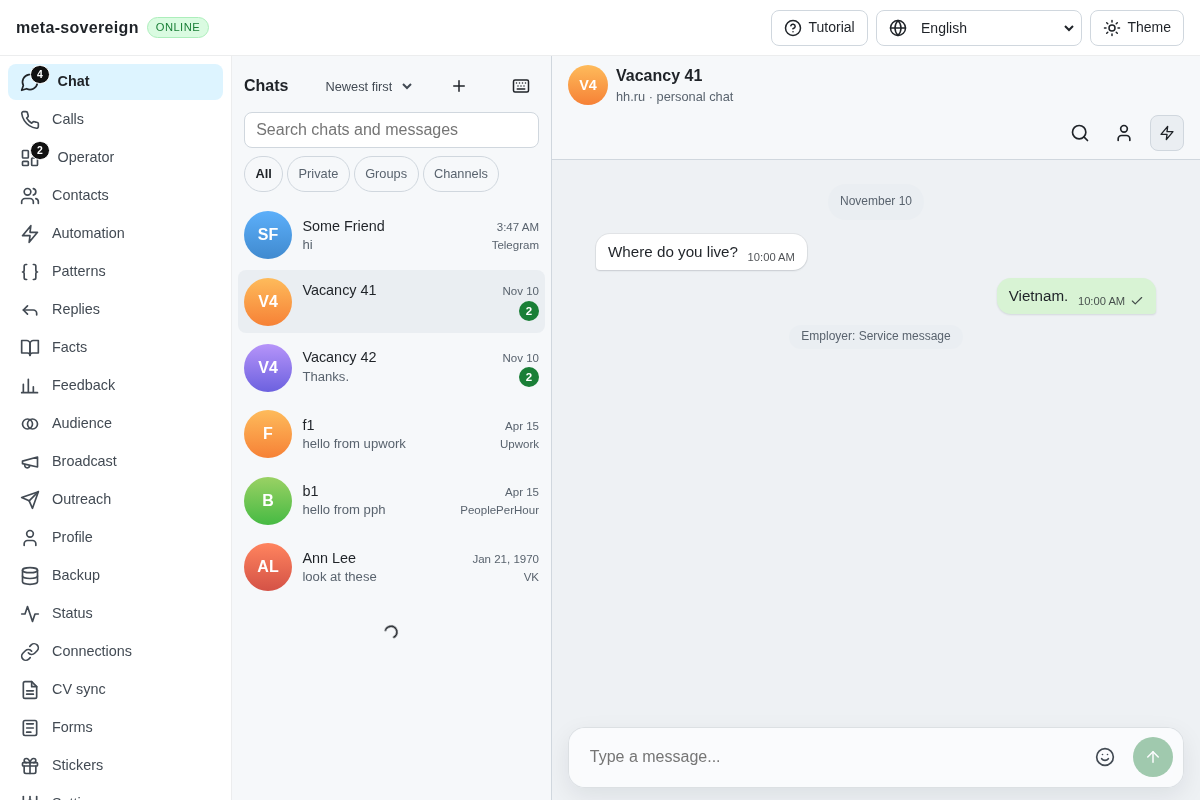 meta-sovereign
ONLINE
Tutorial
English
Theme
4
Chat
Calls
2
Operator
Contacts
Automation
Patterns
Replies
Facts
Feedback
Audience
Broadcast
Outreach
Profile
Backup
Status
Connections
CV sync
Forms
Stickers
Chats
Newest first
Search chats and messages
All
Private
Groups
Channels
SF
Some Friend
3:47 AM
hi
Telegram
V4
Vacancy 41
Nov 10
2
V4
Vacancy 42
Nov 10
Thanks.
2
F
f1
Apr 15
hello from upwork
Upwork
B
b1
Apr 15
hello from pph
PeoplePerHour
AL
Ann Lee
Jan 21, 1970
look at these
VK
V4
Vacancy 41
hh.ru · personal chat
November 10
Where do you live?
10:00 AM
Vietnam.
10:00 AM
Employer: Service message
Type a message...